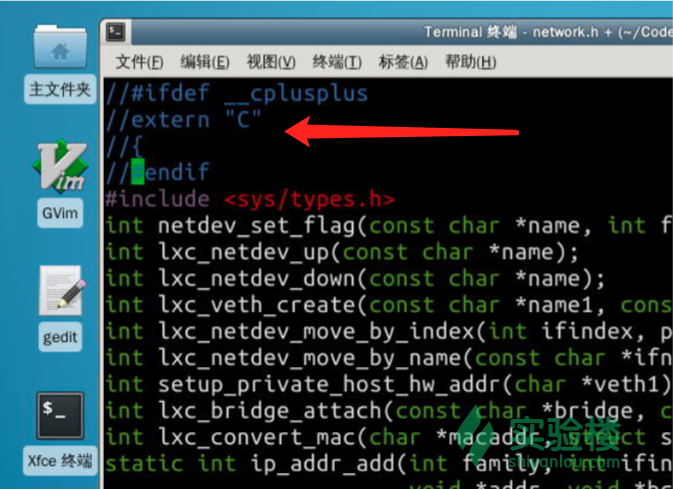 Terminal 终端 - network.h + (~/Code
文件(F) 编辑(E) 视图(V) 终端(T) 标签(A) 帮助(H)
主文件夹
GVim
gedit
Xfce 终端
//#ifdef __cplusplus
//extern "C"
//{
//#endif
#include <sys/types.h>
int netdev_set_flag(const char *name, int f
int lxc_netdev_up(const char *name);
int lxc_netdev_down(const char *name);
int lxc_veth_create(const char *name1, cons
int lxc_netdev_move_by_index(int ifindex, p
int lxc_netdev_move_by_name(const char *ifn
int setup_private_host_hw_addr(char *veth1)
int lxc_bridge_attach(const char *bridge, c
int lxc_convert_mac(char *macaddr, struct s
static int ip_addr_add(int family, int ifin
void *addr, void *bc
实验楼
shiyanlou.com